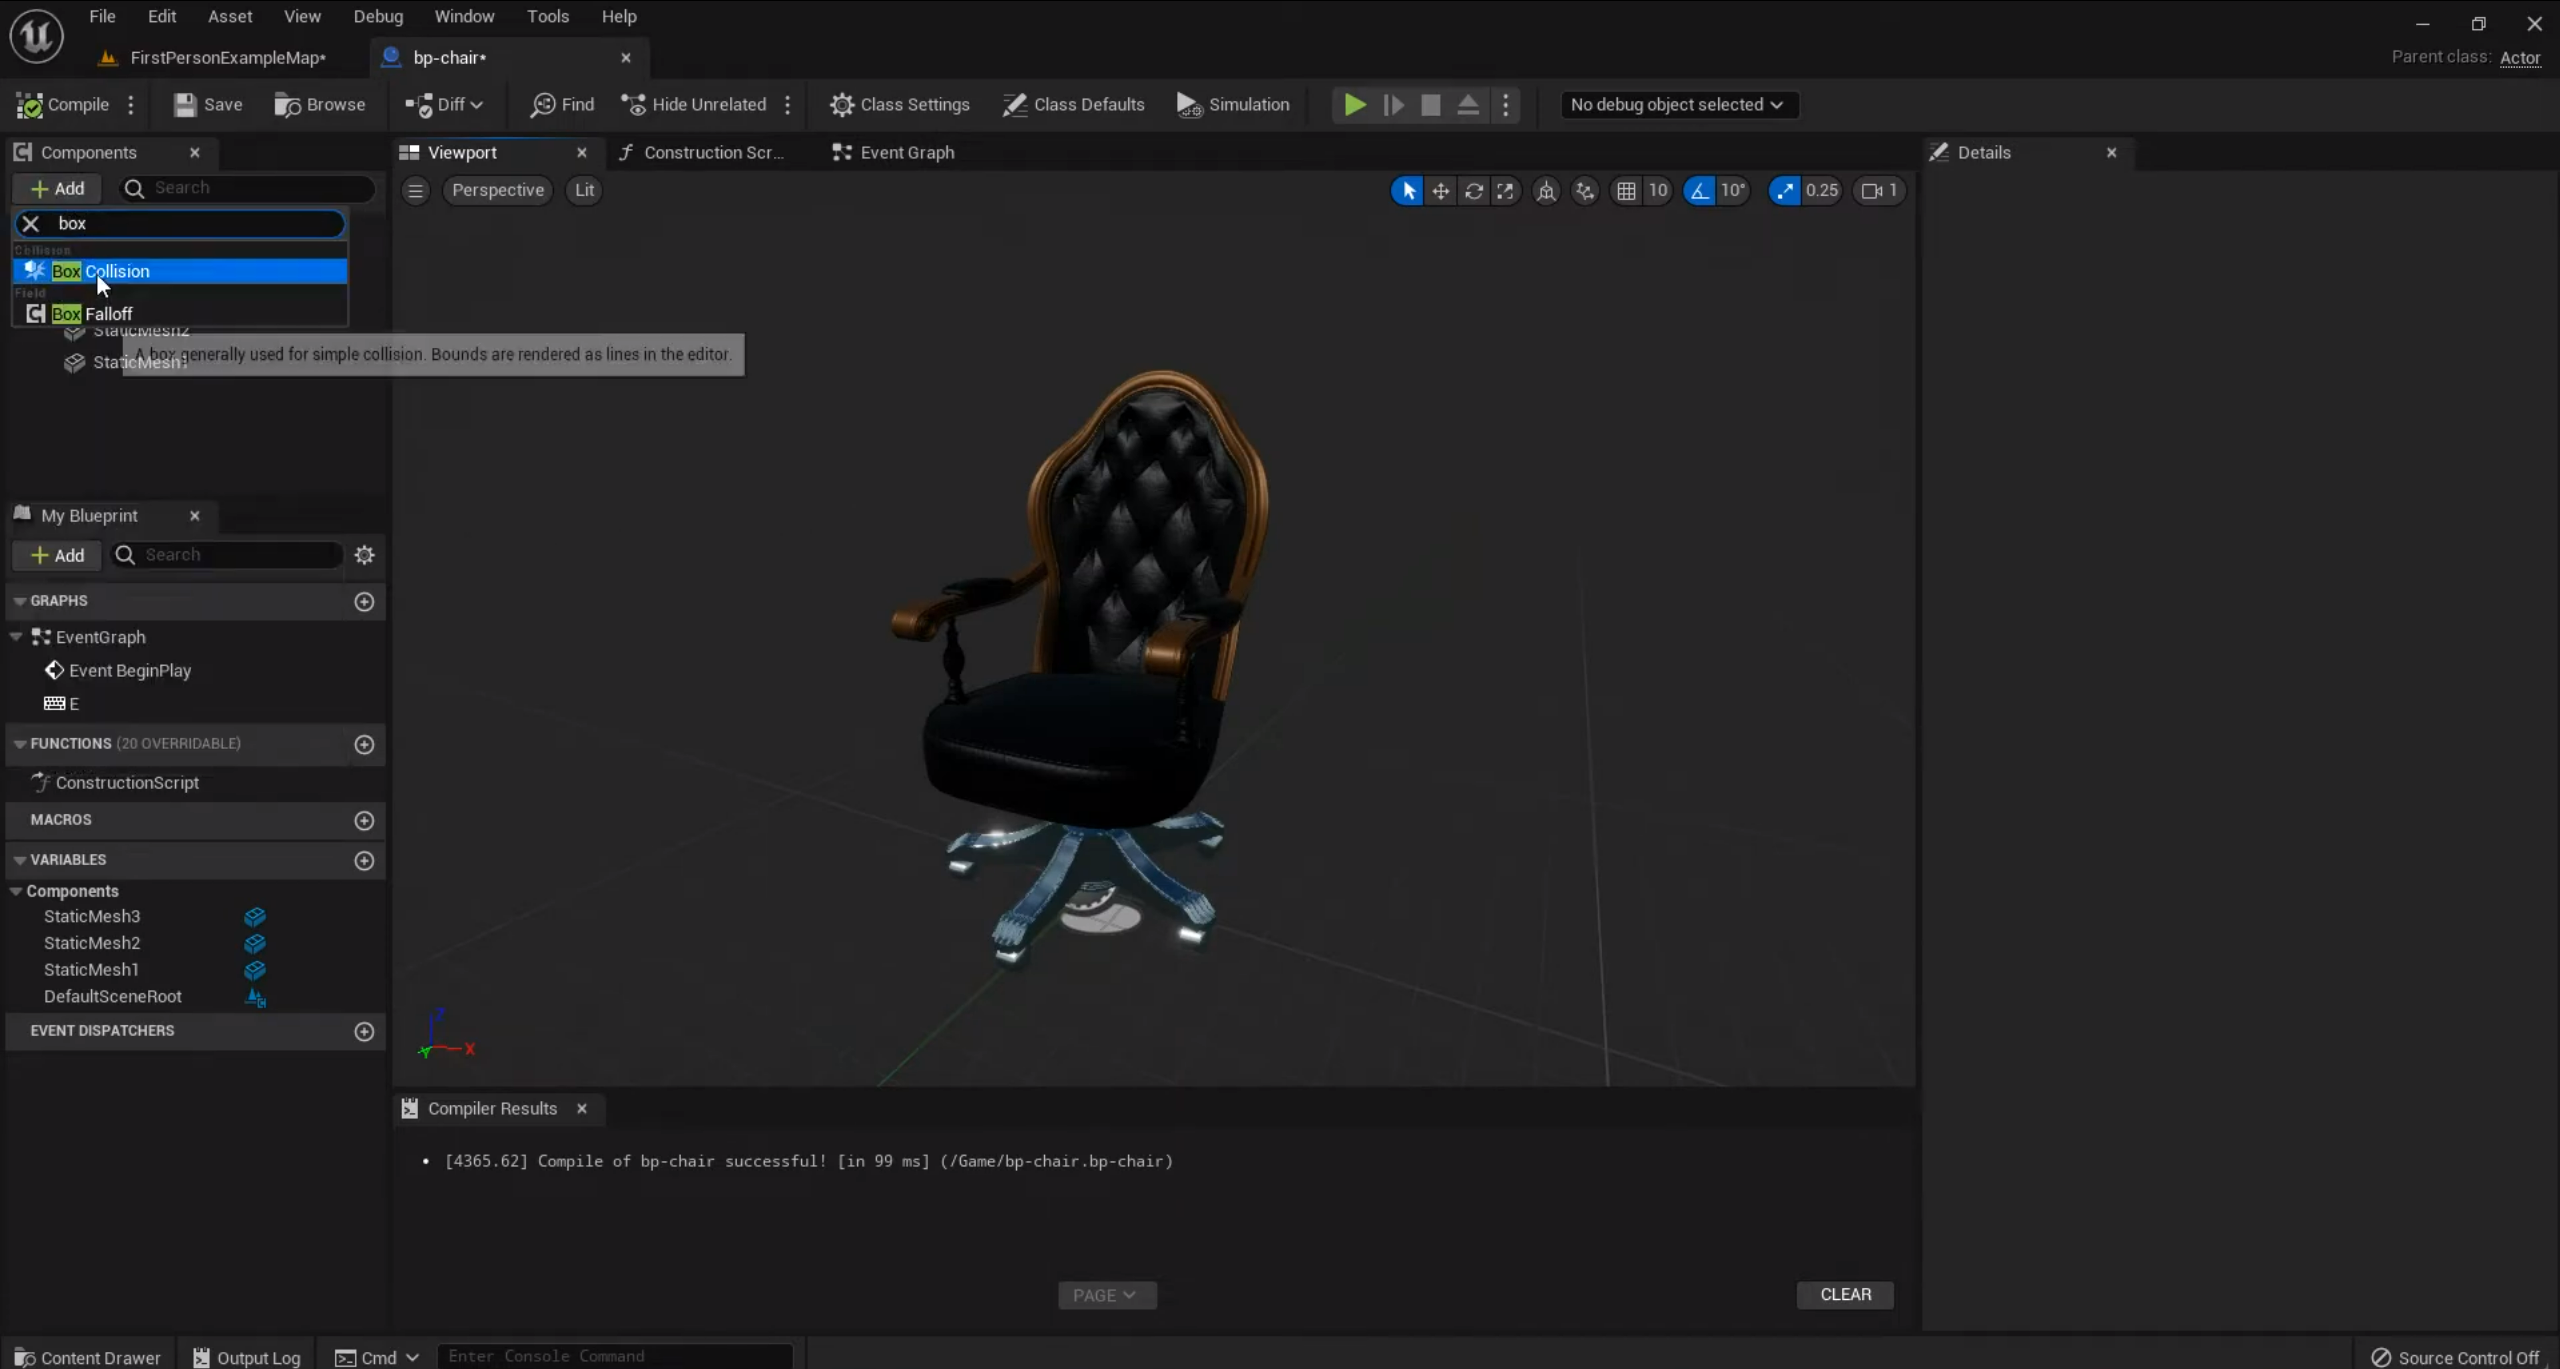 File Edit Asset View Debug Window Tools Help
FirstPersonExampleMap*
bp-chair*
Parent class: Actor
Compile
Save
Browse
Diff
Find
Hide Unrelated
Class Settings
Class Defaults
Simulation
No debug object selected
Components
Viewport
Construction Scr...
Event Graph
Details
+ Add
Search
Perspective
Lit
10
10°
0.25
1
box
Collision
Box Collision
Field
Box Falloff
StaticMesh2
A box generally used for simple collision. Bounds are rendered as lines in the editor.
StaticMesh1
My Blueprint
+ Add
Search
GRAPHS
EventGraph
Event BeginPlay
E
FUNCTIONS (20 OVERRIDABLE)
ConstructionScript
MACROS
VARIABLES
Components
StaticMesh3
StaticMesh2
StaticMesh1
DefaultSceneRoot
EVENT DISPATCHERS
Z
Y
X
Compiler Results
• [4365.62] Compile of bp-chair successful! [in 99 ms] (/Game/bp-chair.bp-chair)
PAGE
CLEAR
Content Drawer
Output Log
Cmd
Enter Console Command
Source Control Off